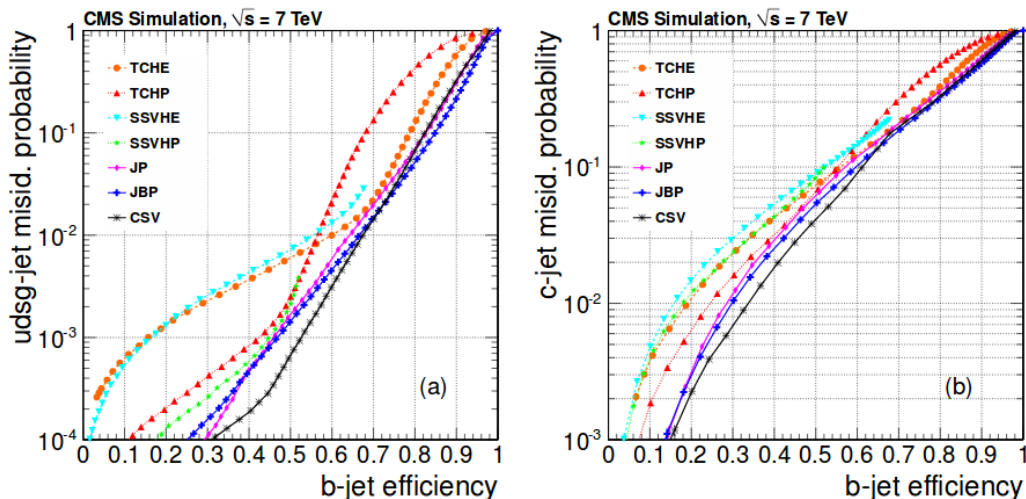 CMS Simulation, √s = 7 TeV
udsg-jet misid. probability
1
10⁻¹
10⁻²
10⁻³
10⁻⁴
TCHE
TCHP
SSVHE
SSVHP
JP
JBP
CSV
(a)
0 0.1 0.2 0.3 0.4 0.5 0.6 0.7 0.8 0.9 1
b-jet efficiency
CMS Simulation, √s = 7 TeV
c-jet misid. probability
1
10⁻¹
10⁻²
10⁻³
TCHE
TCHP
SSVHE
SSVHP
JP
JBP
CSV
(b)
0 0.1 0.2 0.3 0.4 0.5 0.6 0.7 0.8 0.9 1
b-jet efficiency